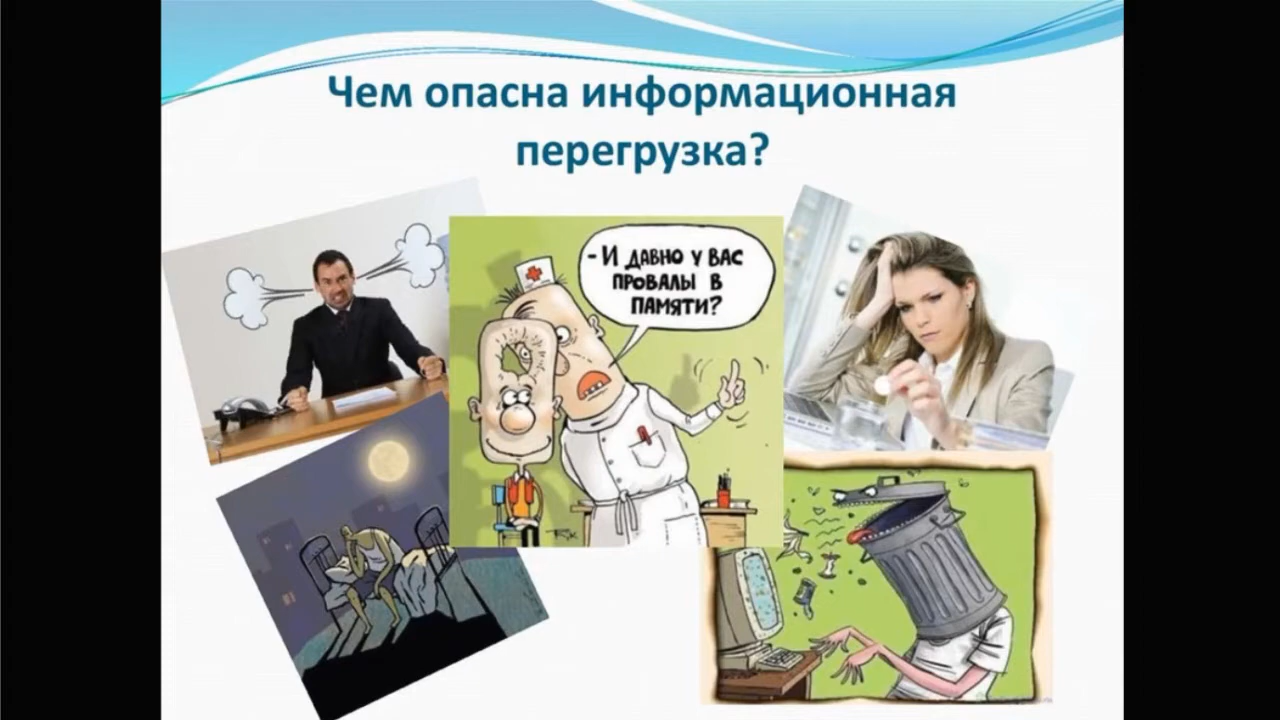 Чем опасна информационная
перегрузка?
- И ДАВНО У ВАС
ПРОВАЛЫ В
ПАМЯТИ?